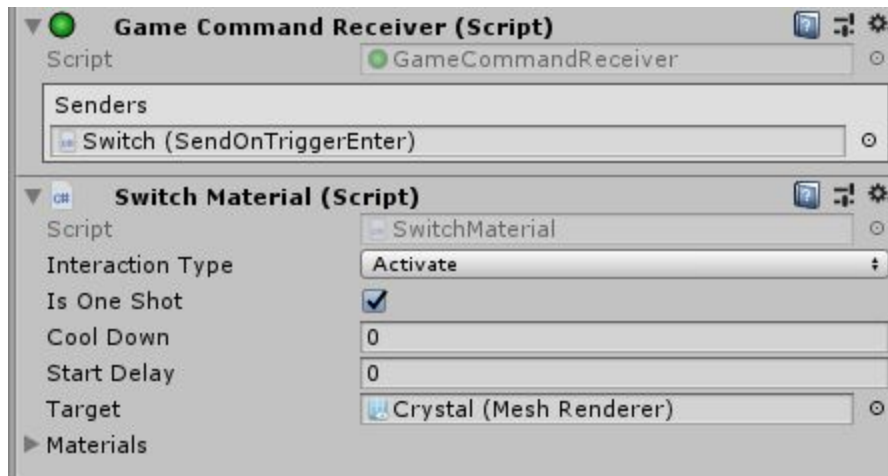 Game Command Receiver (Script)
Script GameCommandReceiver
Senders
Switch (SendOnTriggerEnter)
C# Switch Material (Script)
Script SwitchMaterial
Interaction Type Activate
Is One Shot
Cool Down 0
Start Delay 0
Target Crystal (Mesh Renderer)
Materials